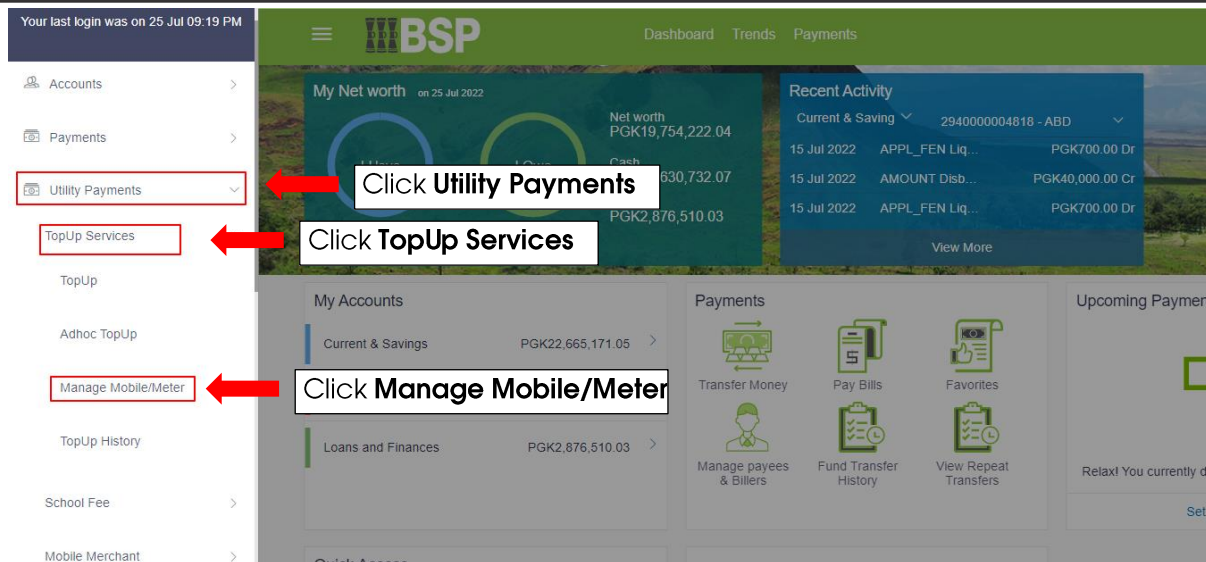 Your last login was on 25 Jul 09:19 PM
Accounts
Payments
Utility Payments
TopUp Services
TopUp
Adhoc TopUp
Manage Mobile/Meter
TopUp History
School Fee
Mobile Merchant
BSP
Dashboard Trends Payments
My Net worth on 25 Jul 2022
Net worth
PGK19,754,222.04
Cash
630,732.07
PGK2,876,510.03
Click Utility Payments
Click TopUp Services
Click Manage Mobile/Meter
Recent Activity
Current & Saving 2940000004818 - ABD
15 Jul 2022 APPL_FEN Liq... PGK700.00 Dr
15 Jul 2022 AMOUNT Disb... PGK40,000.00 Cr
15 Jul 2022 APPL_FEN Liq... PGK700.00 Dr
View More
My Accounts
Current & Savings PGK22,665,171.05
Loans and Finances PGK2,876,510.03
Payments
Transfer Money
Pay Bills
Favorites
Manage payees
& Billers
Fund Transfer
History
View Repeat
Transfers
Upcoming Paymen
Relax! You currently d
Set